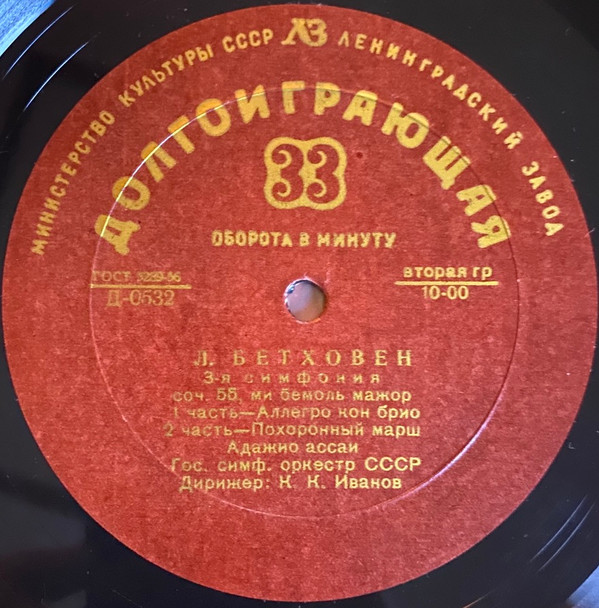 МИНИСТЕРСТВО КУЛЬТУРЫ СССР ЛЗ ЛЕНИНГРАДСКИЙ ЗАВОД
ДОЛГОИГРАЮЩАЯ
33
ОБОРОТА В МИНУТУ
ГОСТ 5289-56
Д-0532
вторая гр
10-00
Л. БЕТХОВЕН
3-я симфония
соч. 55, ми бемоль мажор
1 часть—Аллегро кон брио
2 часть—Похоронный марш
Адажио ассаи
Гос. симф. оркестр СССР
Дирижер: К. К. Иванов